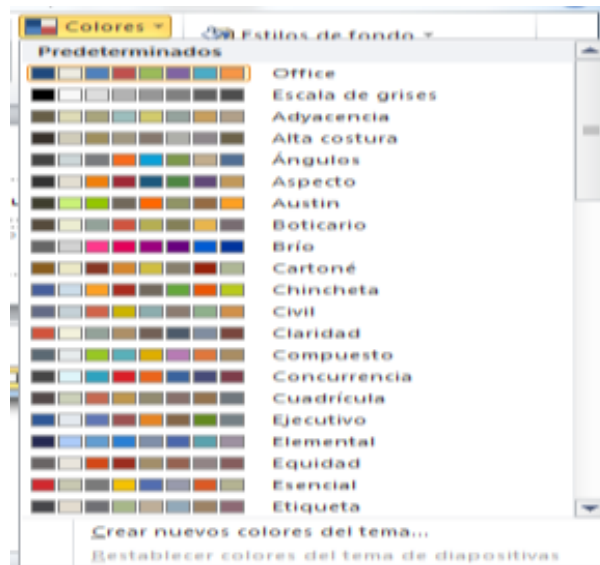 Colores
Estilos de fondo
Predeterminados
Office
Escala de grises
Adyacencia
Alta costura
Ángulos
Aspecto
Austin
Boticario
Brío
Cartoné
Chincheta
Civil
Claridad
Compuesto
Concurrencia
Cuadrícula
Ejecutivo
Elemental
Equidad
Esencial
Etiqueta
Crear nuevos colores del tema...
Restablecer colores del tema de diapositivas